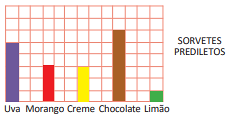 SORVETES
PREDILETOS
Uva Morango Creme Chocolate Limão